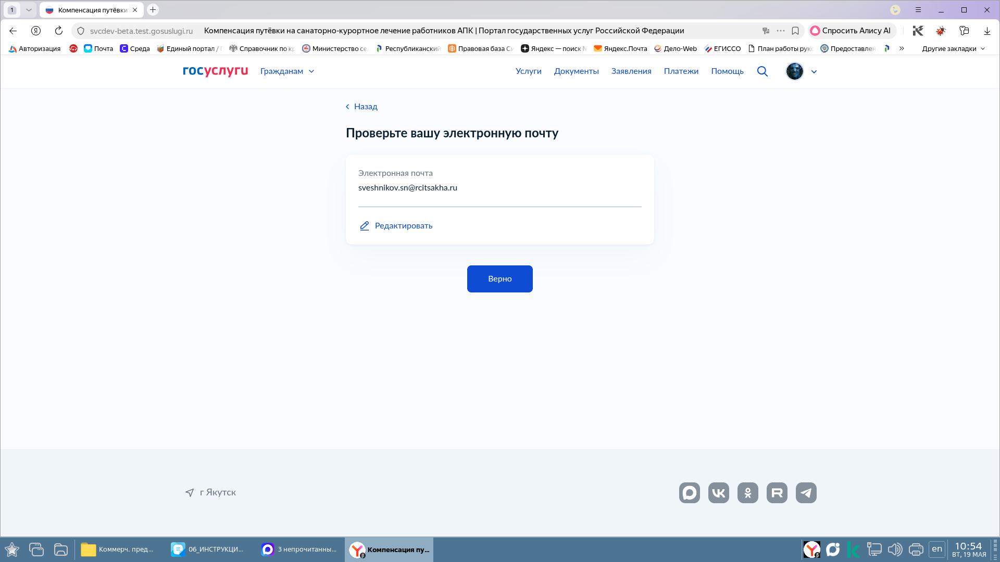 1
Компенсация путёвки
svcdev-beta.test.gosuslugi.ru
Компенсация путёвки на санаторно-курортное лечение работников АПК | Портал государственных услуг Российской Федерации
Спросить Алису AI
Авторизация
Почта
Среда
Единый портал /
Справочник по кр
Министерство се
Республиканский
Правовая база Си
Яндекс — поиск
Яндекс.Почта
Дело-Web
ЕГИССО
План работы рук
Предоставлен
Другие закладки
госуслуги
Гражданам
Услуги
Документы
Заявления
Платежи
Помощь
Назад
Проверьте вашу электронную почту
Электронная почта
sveshnikov.sn@rcitsakha.ru
Редактировать
Верно
г Якутск
Коммерч. пред...
06_ИНСТРУКЦИ...
3 непрочитанны...
Компенсация пу...
en
10:54
ВТ, 19 МАЯ